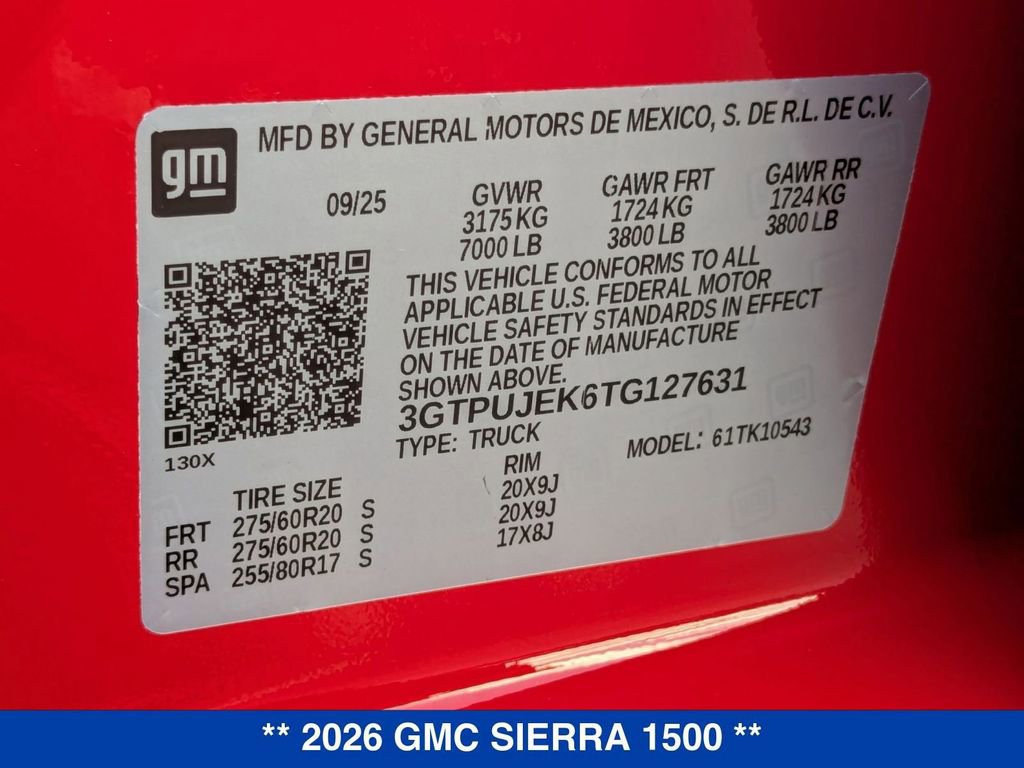 gm
MFD BY GENERAL MOTORS DE MEXICO, S. DE R.L. DE C.V.
09/25 GVWR GAWR FRT GAWR RR
3175 KG 1724 KG 1724 KG
7000 LB 3800 LB 3800 LB
THIS VEHICLE CONFORMS TO ALL
APPLICABLE U.S. FEDERAL MOTOR
VEHICLE SAFETY STANDARDS IN EFFECT
ON THE DATE OF MANUFACTURE
SHOWN ABOVE.
3GTPUJEK6TG127631
TYPE: TRUCK MODEL: 61TK10543
130X
TIRE SIZE RIM
FRT 275/60R20 S 20X9J
RR 275/60R20 S 20X9J
SPA 255/80R17 S 17X8J
** 2026 GMC SIERRA 1500 **